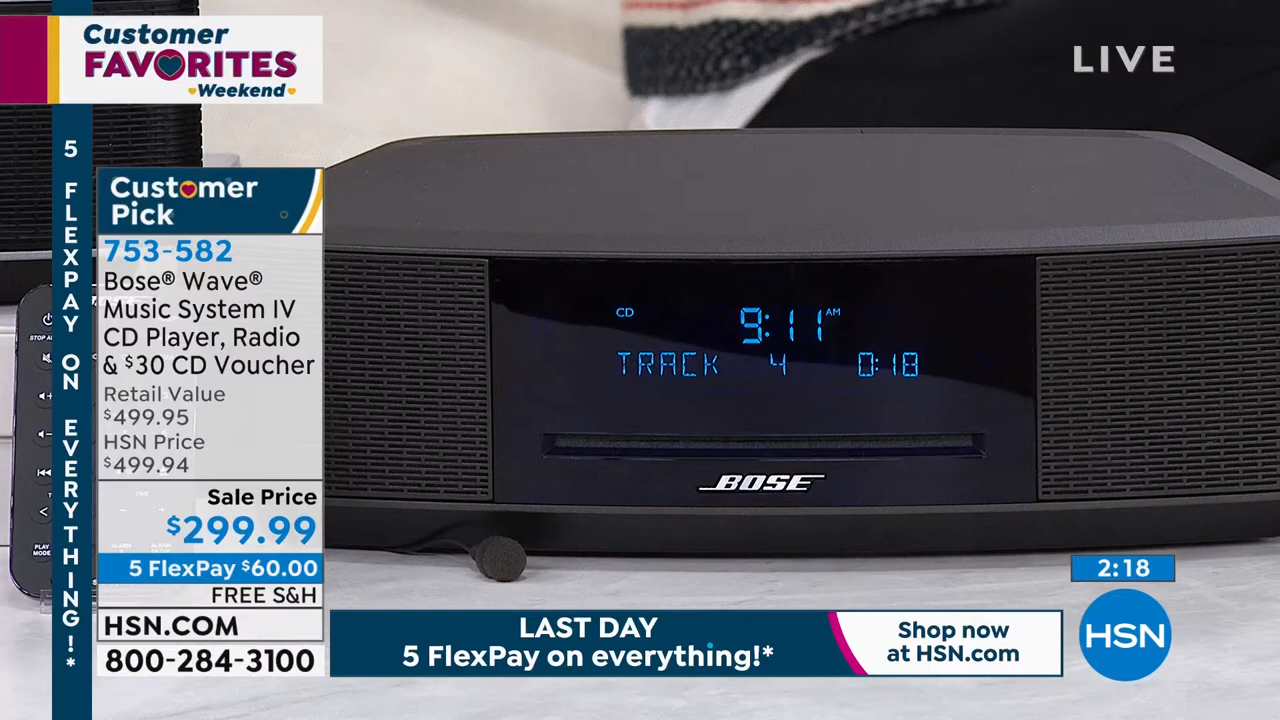 Customer
FAVORITES
Weekend
LIVE
5 FLEXPAY ON EVERYTHING!*
Customer
Pick
753-582
Bose® Wave®
Music System IV
CD Player, Radio
& $30 CD Voucher
Retail Value
$499.95
HSN Price
$499.94
Sale Price
$299.99
5 FlexPay $60.00
FREE S&H
HSN.COM
800-284-3100
CD
9:11 AM
TRACK 4 0:18
BOSE
PLAY
MODE
2:18
LAST DAY
5 FlexPay on everything!*
Shop now
at HSN.com
HSN